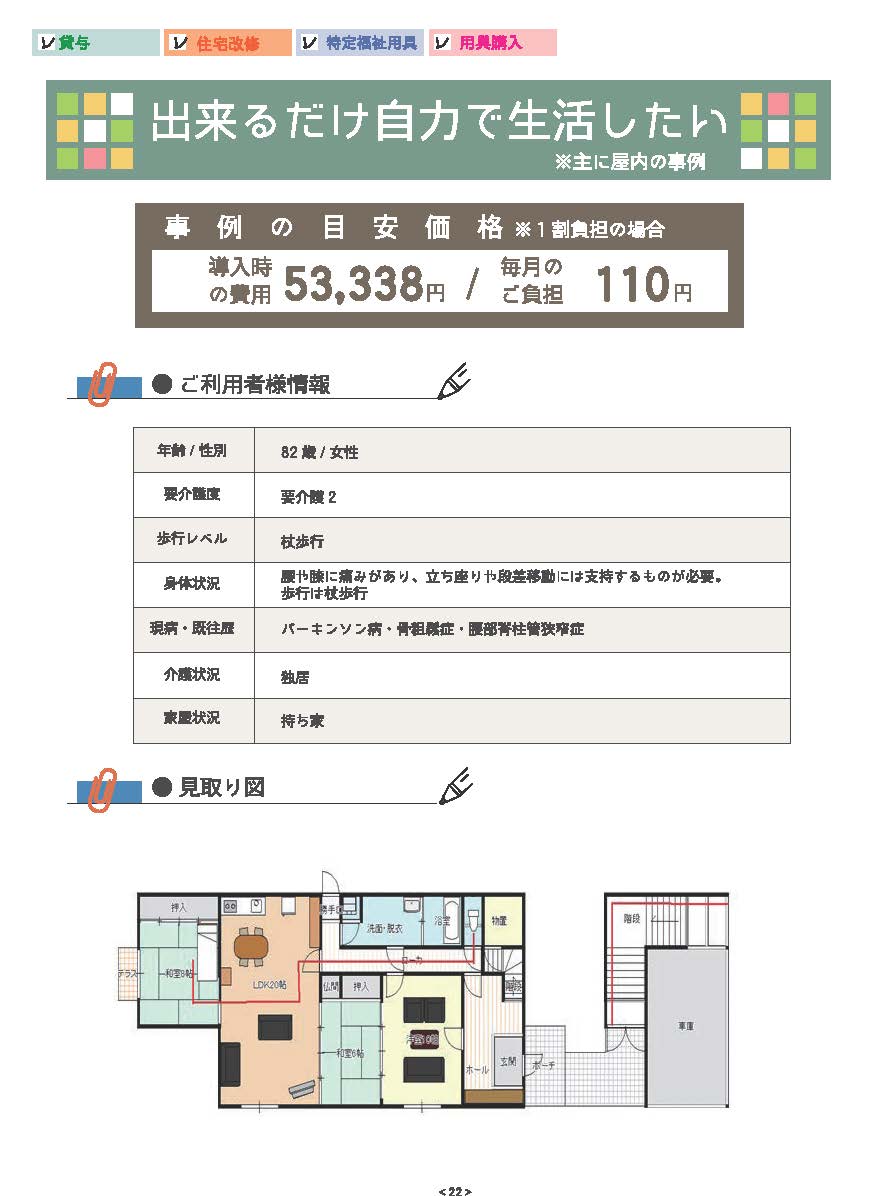 貸与 住宅改修 特定福祉用具 用具購入
出来るだけ自力で生活したい
※主に屋内の事例
事例の目安価格 ※1割負担の場合
導入時の費用 53,338円 / 毎月のご負担 110円
● ご利用者様情報
年齢 / 性別 82 歳 / 女性
要介護度 要介護 2
歩行レベル 杖歩行
身体状況 腰や膝に痛みがあり、立ち座りや段差移動には支持するものが必要。
歩行は杖歩行
現病・既往歴 パーキンソン病・骨粗鬆症・腰部脊柱管狭窄症
介護状況 独居
家屋状況 持ち家
● 見取り図
押入
勝手口
洗面・脱衣
浴室
物置
階段
テラス
和室8帖
LDK20帖
ローカ
仏間
押入
階段
車庫
和室6帖
ホール
玄関
ポーチ
<22>